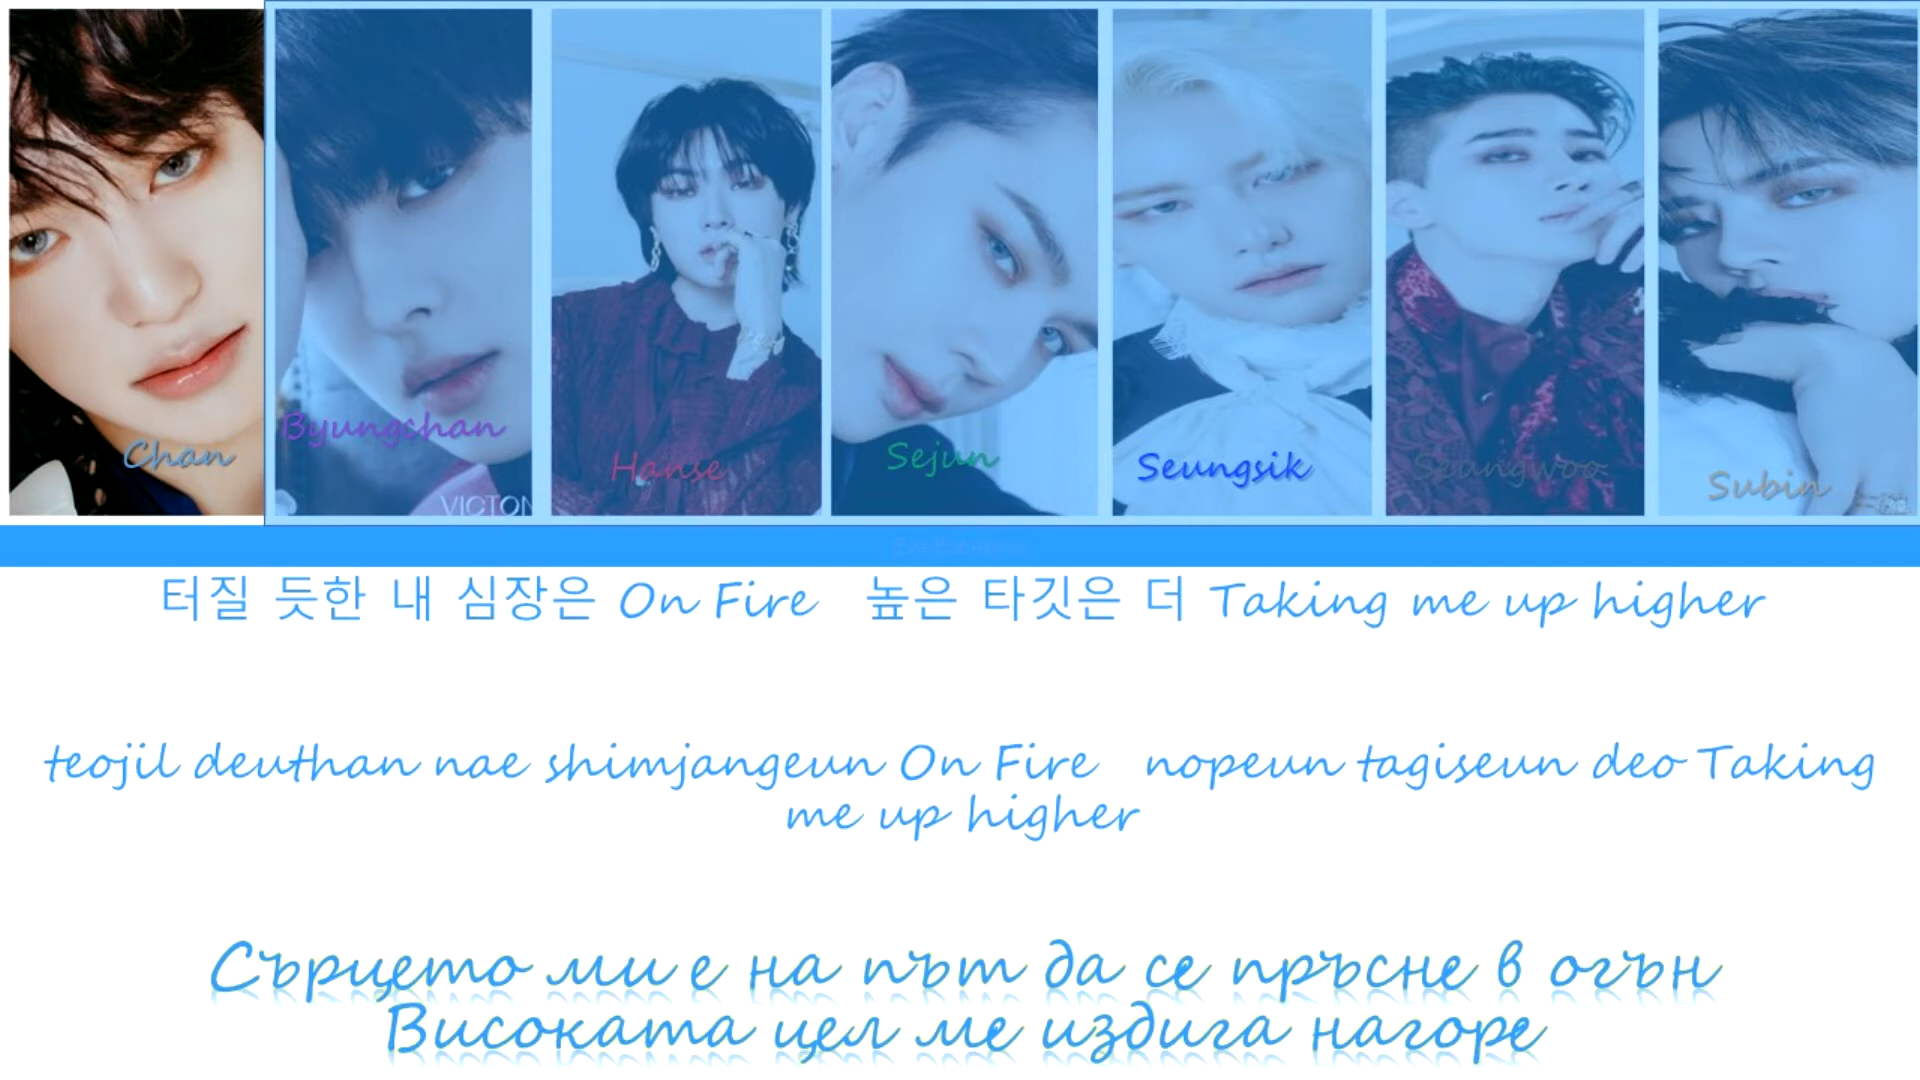 Chan
Byungchan
VICTON
Hanse
Sejun
Seungsik
Seungwoo
Subin
터질 듯한 내 심장은 On Fire 높은 타깃은 더 Taking me up higher
teojil deuthan nae shimjangeun On Fire nopeun tagiseun deo Taking
me up higher
Сърцето ми е на път да се пръсне в огън
Високата цел ме издига нагоре